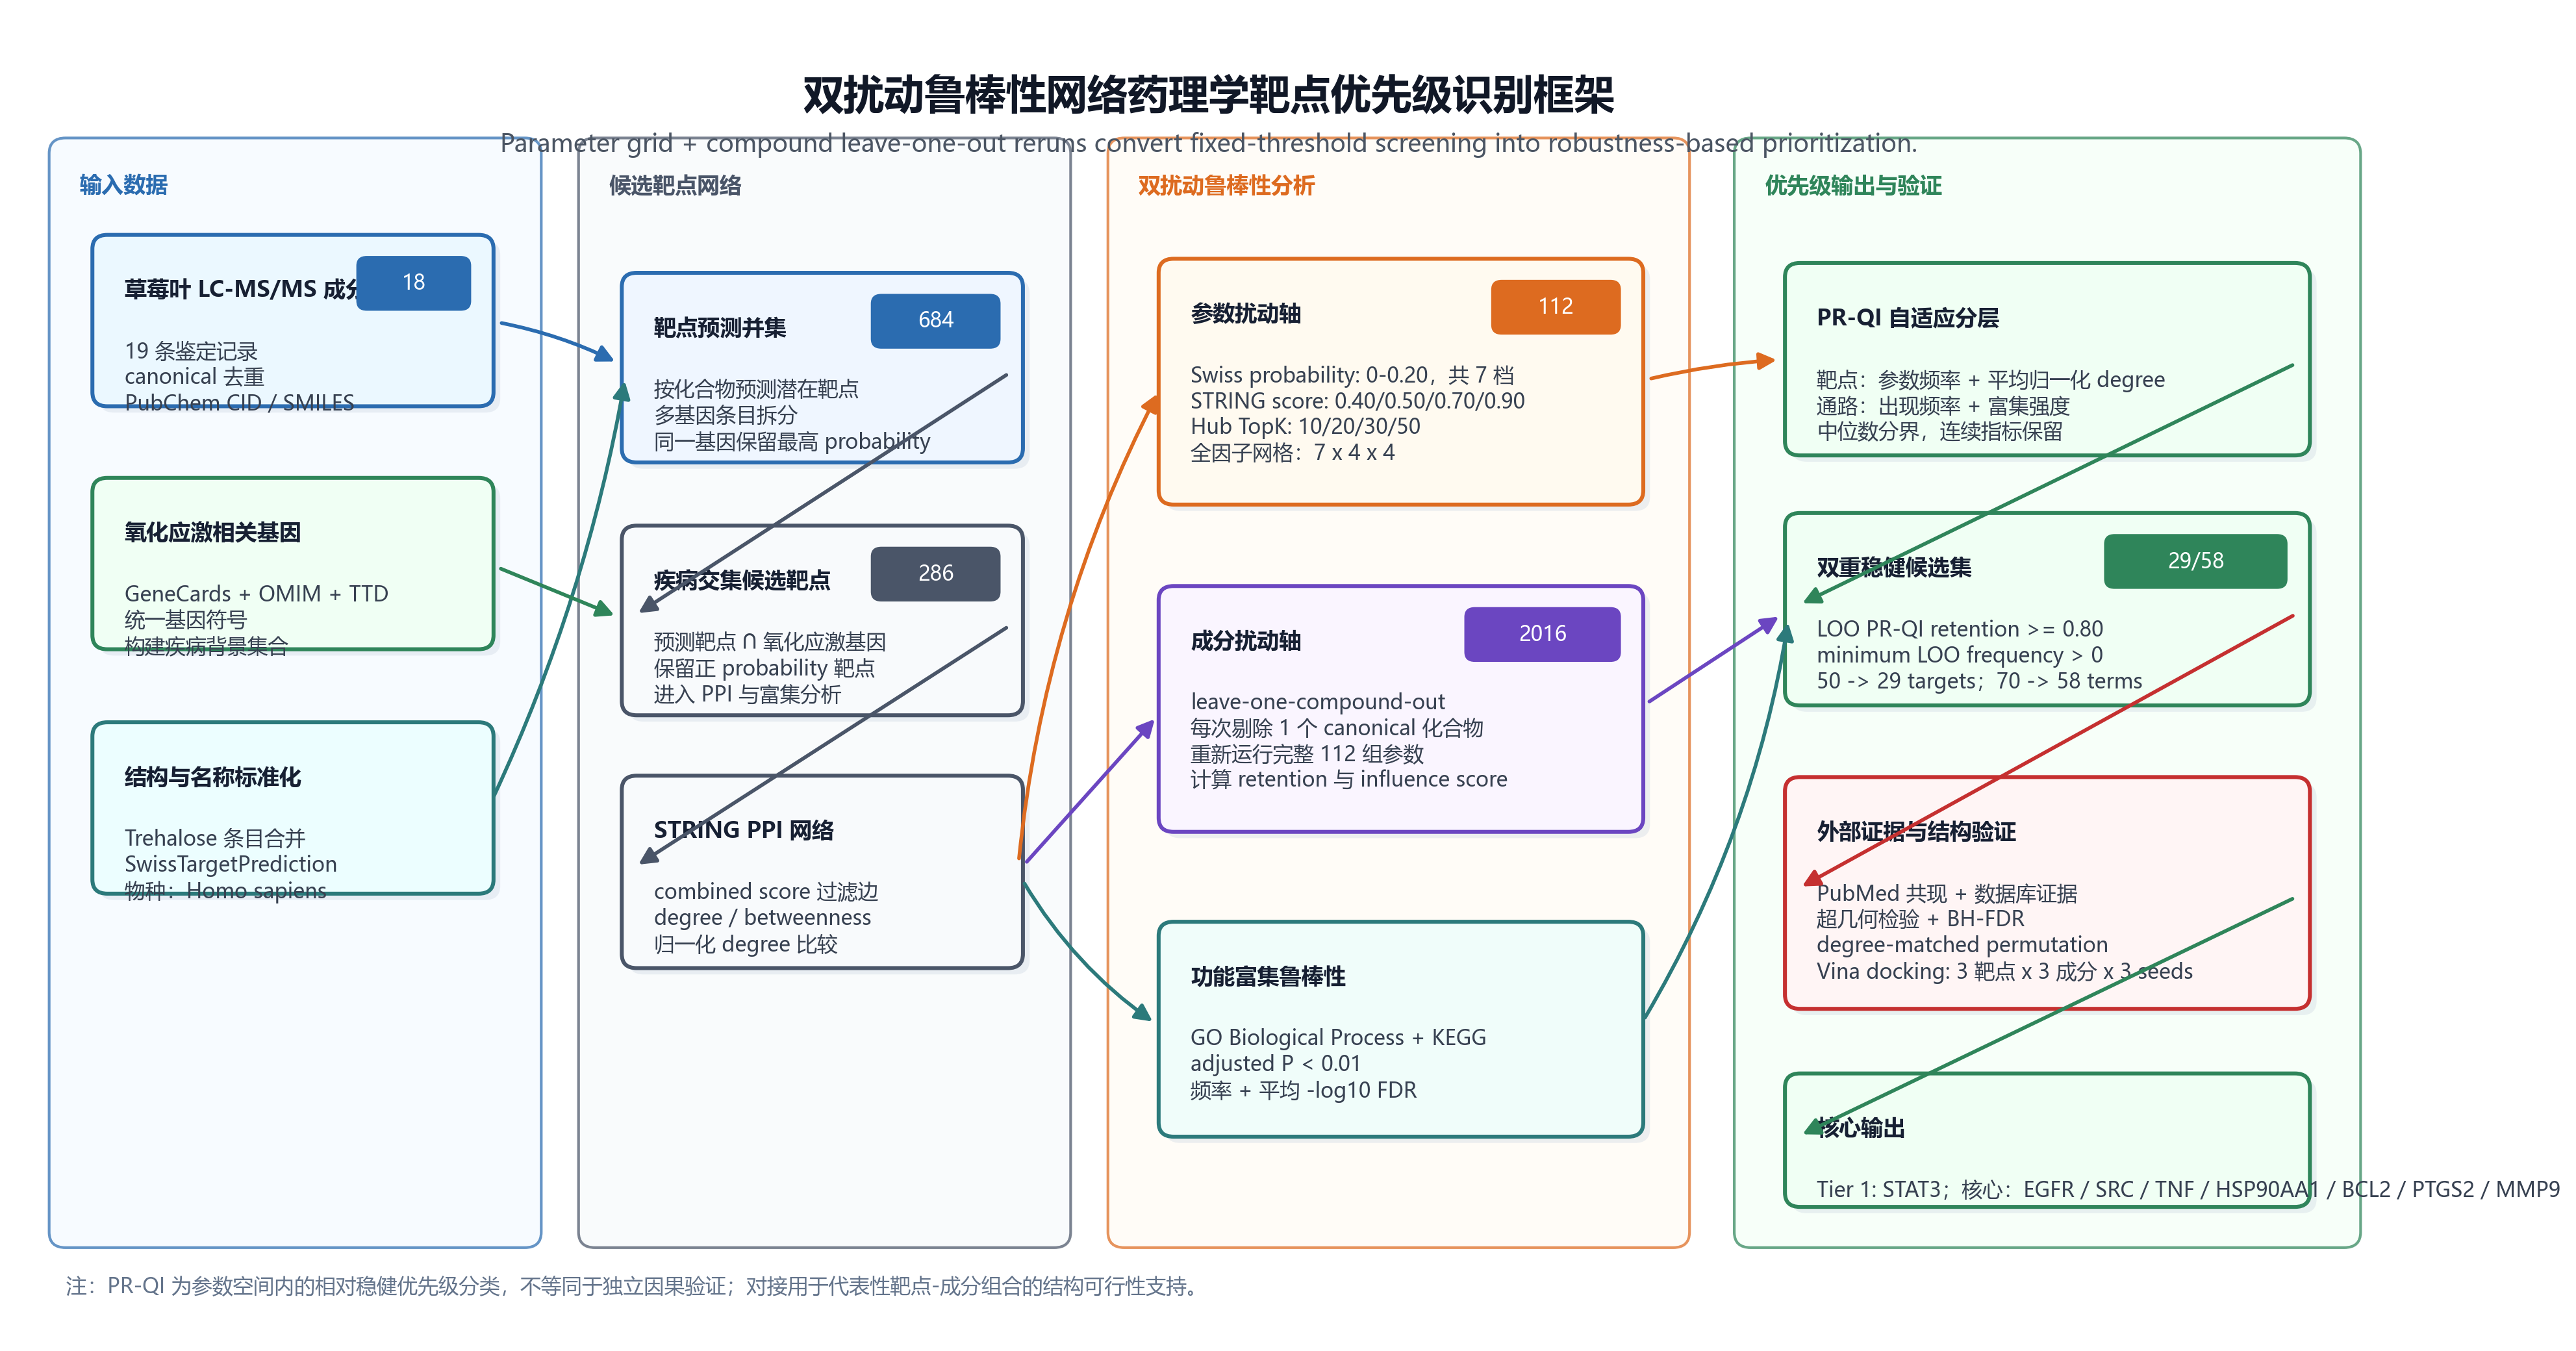 双扰动鲁棒性网络药理学靶点优先级识别框架
Parameter grid + compound leave-one-out reruns convert fixed-threshold screening into robustness-based prioritization.
输入数据
草莓叶 LC-MS/MS 成分
18
19 条鉴定记录
canonical 去重
PubChem CID / SMILES
氧化应激相关基因
GeneCards + OMIM + TTD
统一基因符号
构建疾病背景集合
结构与名称标准化
Trehalose 条目合并
SwissTargetPrediction
物种：Homo sapiens
候选靶点网络
靶点预测并集
684
按化合物预测潜在靶点
多基因条目拆分
同一基因保留最高 probability
疾病交集候选靶点
286
预测靶点 ∩ 氧化应激基因
保留正 probability 靶点
进入 PPI 与富集分析
STRING PPI 网络
combined score 过滤边
degree / betweenness
归一化 degree 比较
双扰动鲁棒性分析
参数扰动轴
112
Swiss probability: 0-0.20，共 7 档
STRING score: 0.40/0.50/0.70/0.90
Hub TopK: 10/20/30/50
全因子网格：7 x 4 x 4
成分扰动轴
2016
leave-one-compound-out
每次剔除 1 个 canonical 化合物
重新运行完整 112 组参数
计算 retention 与 influence score
功能富集鲁棒性
GO Biological Process + KEGG
adjusted P < 0.01
频率 + 平均 -log10 FDR
优先级输出与验证
PR-QI 自适应分层
靶点：参数频率 + 平均归一化 degree
通路：出现频率 + 富集强度
中位数分界，连续指标保留
双重稳健候选集
29/58
LOO PR-QI retention >= 0.80
minimum LOO frequency > 0
50 -> 29 targets；70 -> 58 terms
外部证据与结构验证
PubMed 共现 + 数据库证据
超几何检验 + BH-FDR
degree-matched permutation
Vina docking: 3 靶点 x 3 成分 x 3 seeds
核心输出
Tier 1: STAT3；核心：EGFR / SRC / TNF / HSP90AA1 / BCL2 / PTGS2 / MMP9
注：PR-QI 为参数空间内的相对稳健优先级分类，不等同于独立因果验证；对接用于代表性靶点-成分组合的结构可行性支持。